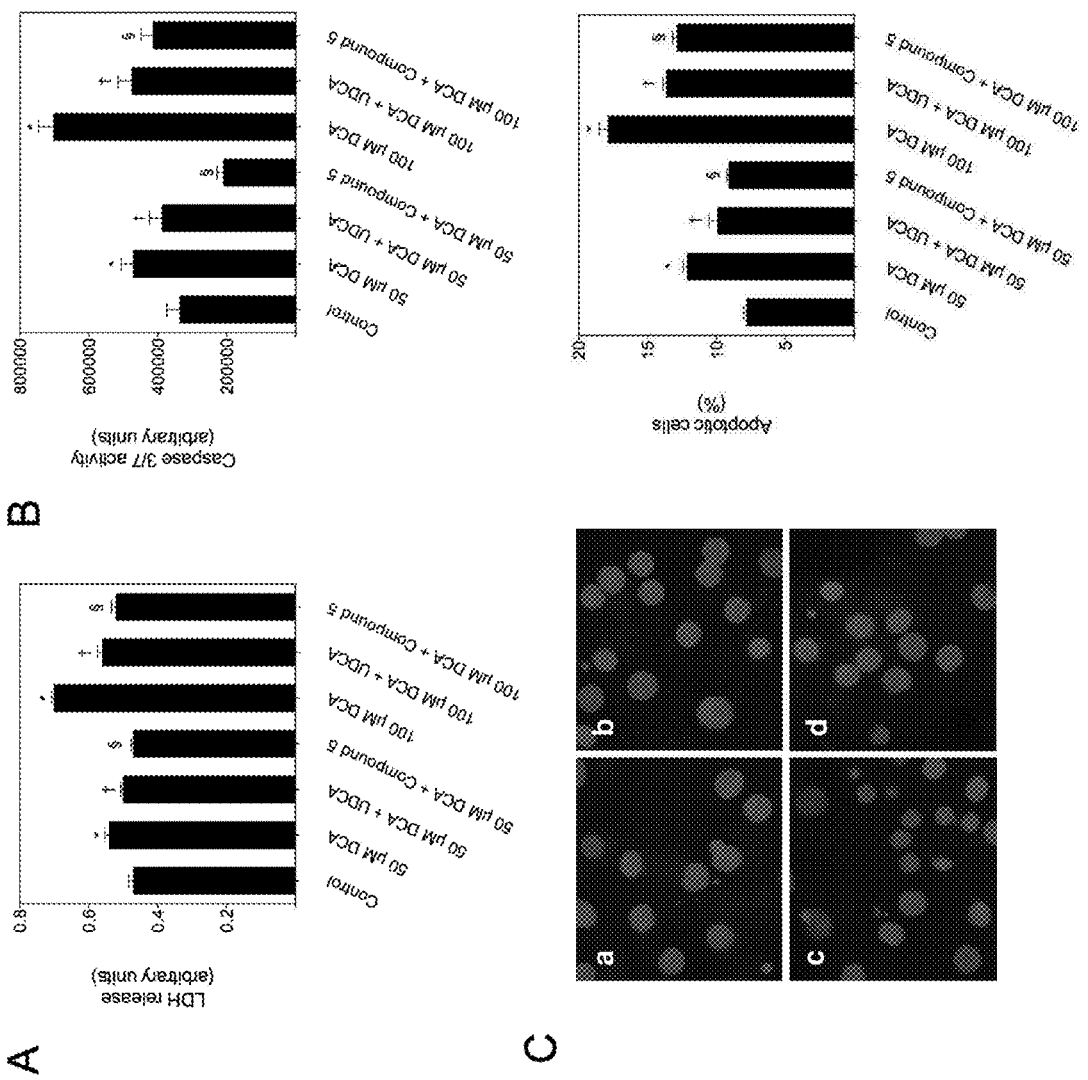 A
LDH release
(arbitrary units)
0.8
0.6
0.4
0.2
Control
50 µM DCA
50 µM DCA + UDCA
50 µM DCA + Compound 5
100 µM DCA
100 µM DCA + UDCA
100 µM DCA + Compound 5
*
†
§
*
†
§
B
Caspase 3/7 activity
(arbitrary units)
800000
600000
400000
200000
Control
50 µM DCA
50 µM DCA + UDCA
50 µM DCA + Compound 5
100 µM DCA
100 µM DCA + UDCA
100 µM DCA + Compound 5
*
†
§
*
†
§
C
a
b
c
d
Apoptotic cells
(%)
20
15
10
5
Control
50 µM DCA
50 µM DCA + UDCA
50 µM DCA + Compound 5
100 µM DCA
100 µM DCA + UDCA
100 µM DCA + Compound 5
*
†
§
*
†
§